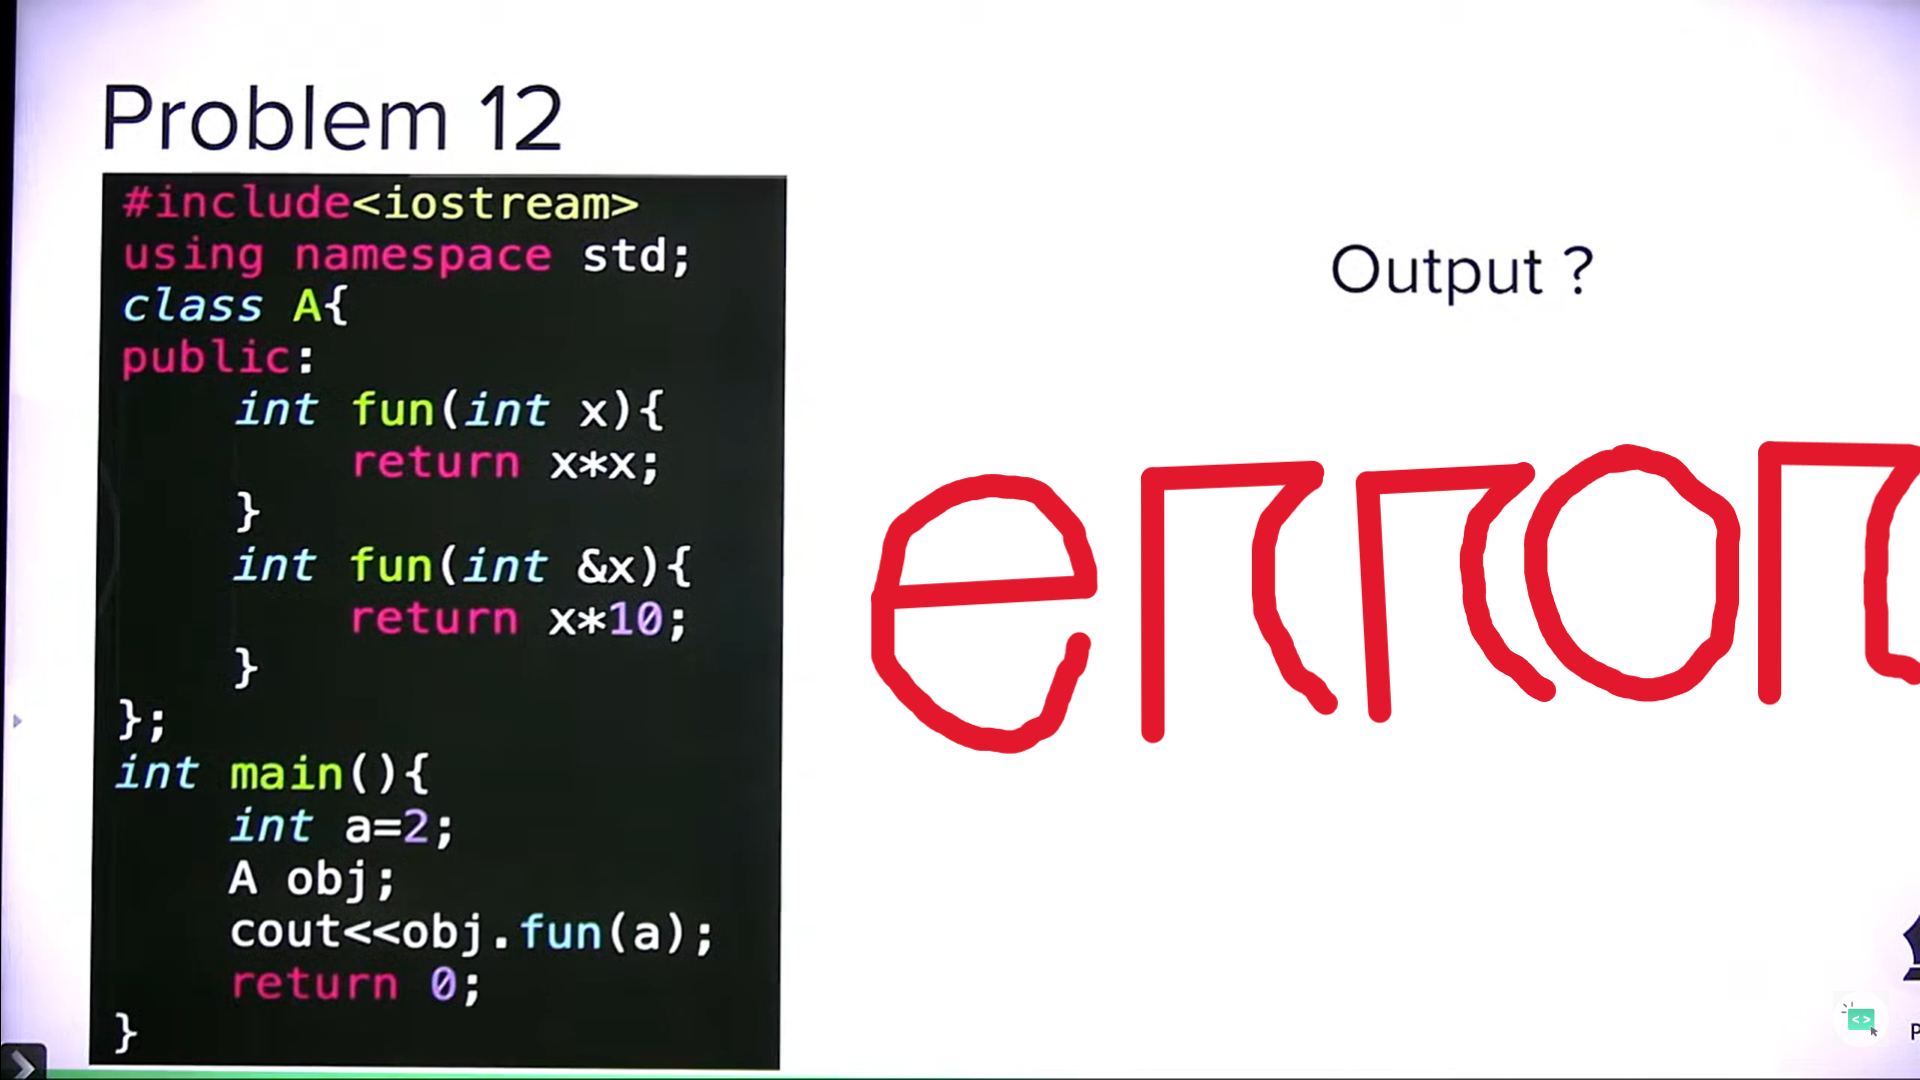 Problem 12
#include<iostream>
using namespace std;
class A{
public:
int fun(int x){
return x*x;
}
int fun(int &x){
return x*10;
}
};
int main(){
int a=2;
A obj;
cout<<obj.fun(a);
return 0;
}
Output ?
error
P